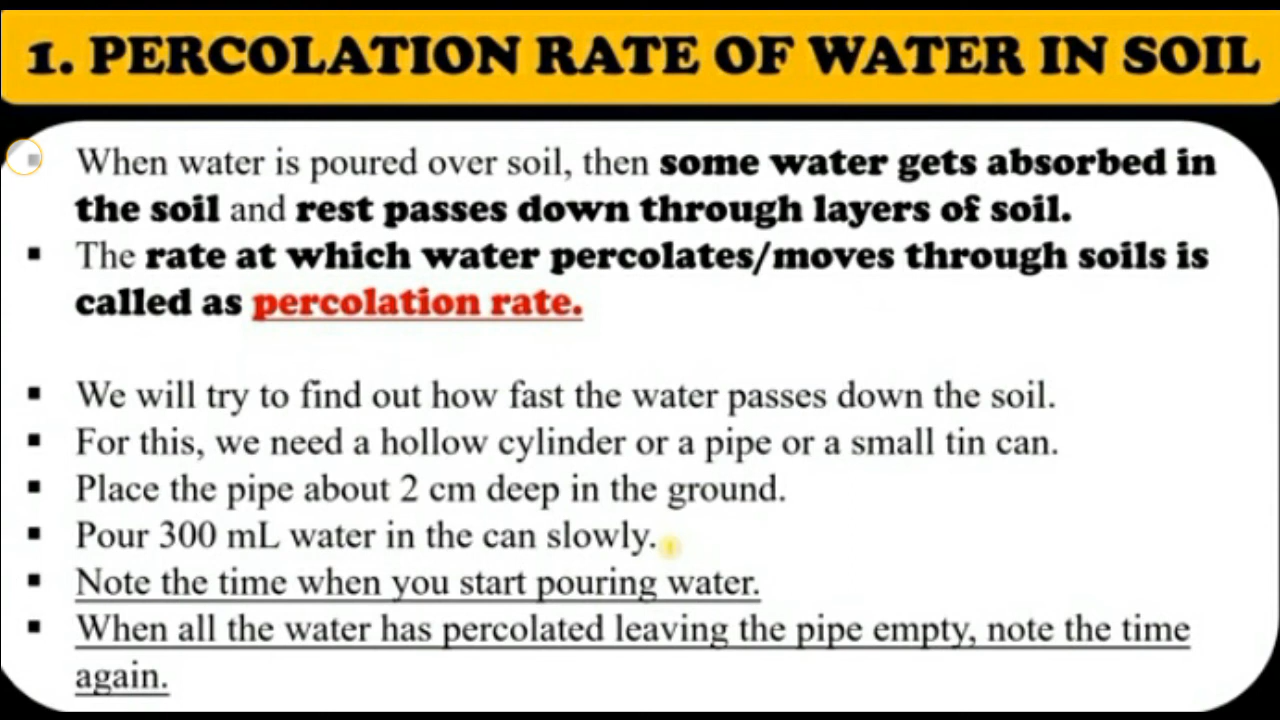 1. PERCOLATION RATE OF WATER IN SOIL
▪ When water is poured over soil, then some water gets absorbed in
the soil and rest passes down through layers of soil.
▪ The rate at which water percolates/moves through soils is
called as percolation rate.
▪ We will try to find out how fast the water passes down the soil.
▪ For this, we need a hollow cylinder or a pipe or a small tin can.
▪ Place the pipe about 2 cm deep in the ground.
▪ Pour 300 mL water in the can slowly.
▪ Note the time when you start pouring water.
▪ When all the water has percolated leaving the pipe empty, note the time
again.